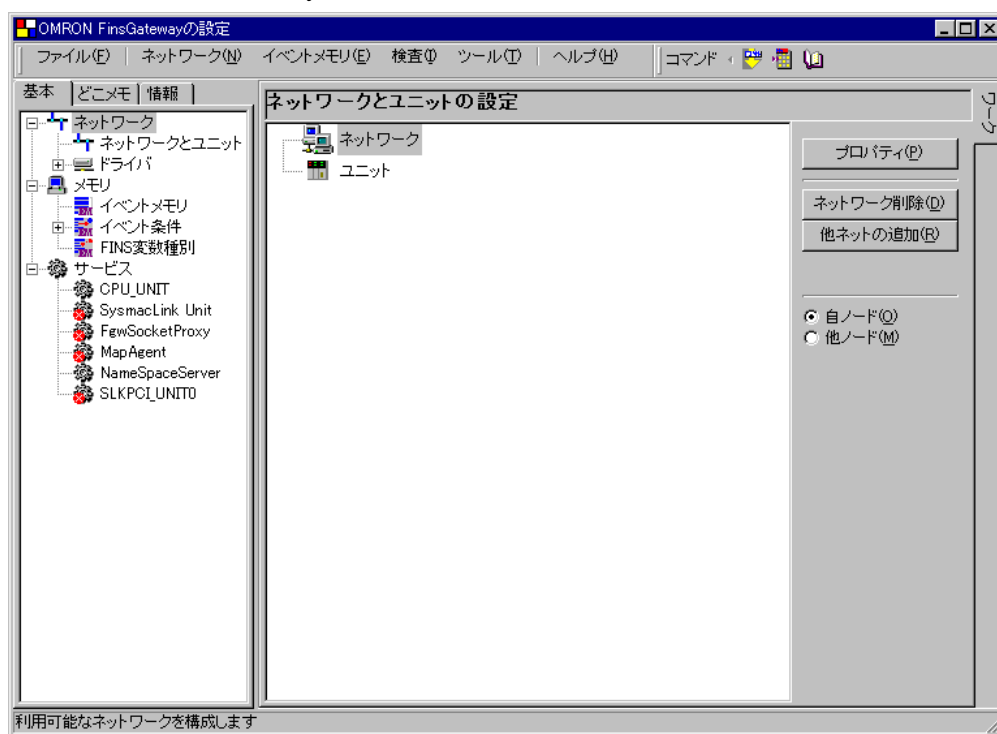 OMRON FinsGatewayの設定
ファイル(F) ネットワーク(N) イベントメモリ(E) 検査(I) ツール(T) ヘルプ(H) コマンド
基本 どこメモ 情報
ネットワーク
ネットワークとユニット
ドライバ
メモリ
イベントメモリ
イベント条件
FINS変数種別
サービス
CPU_UNIT
SysmacLink Unit
FgwSocketProxy
MapAgent
NameSpaceServer
SLKPCI_UNIT0
ネットワークとユニットの設定
ネットワーク
ユニット
プロパティ(P)
ネットワーク削除(D)
他ネットの追加(R)
自ノード(O)
他ノード(M)
ワーク
利用可能なネットワークを構成します